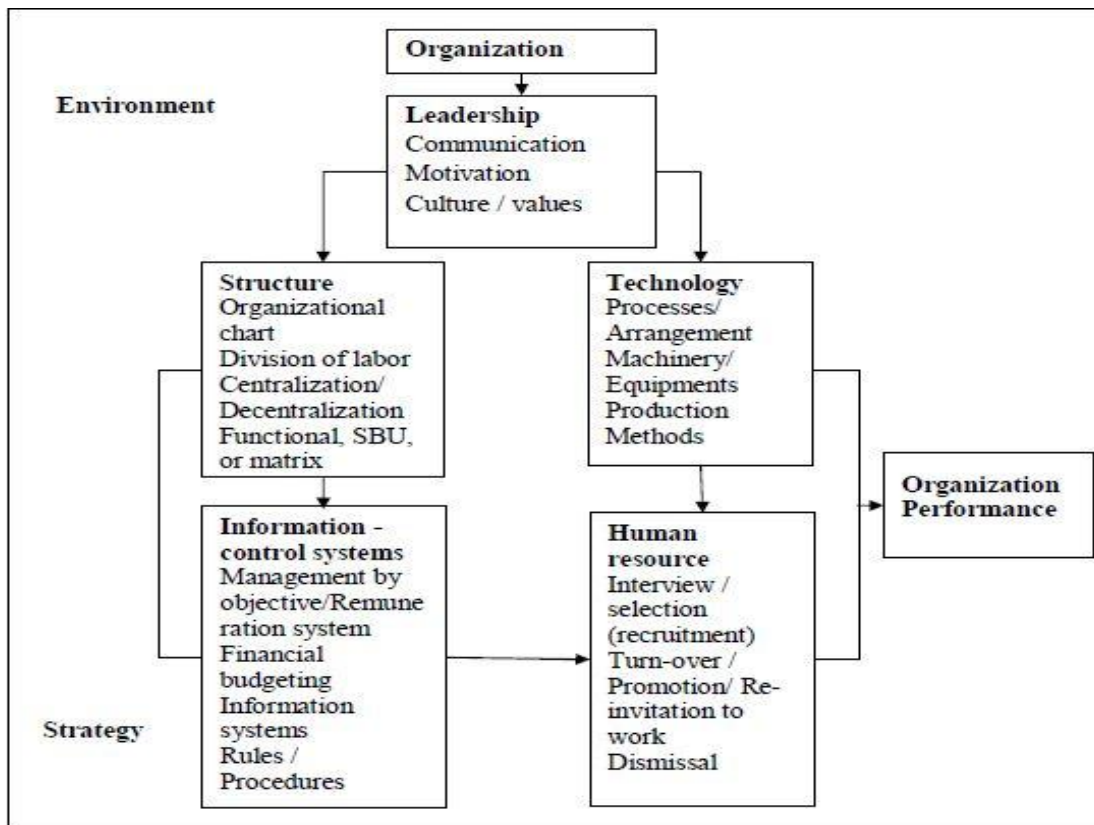 Organization
Environment
Leadership
Communication
Motivation
Culture / values
Structure
Organizational
chart
Division of labor
Centralization/
Decentralization
Functional, SBU,
or matrix
Technology
Processes/
Arrangement
Machinery/
Equipments
Production
Methods
Organization
Performance
Information -
control systems
Management by
objective/Remune
ration system
Financial
budgeting
Information
systems
Rules /
Procedures
Human
resource
Interview /
selection
(recruitment)
Turn-over /
Promotion/ Re-
invitation to
work
Dismissal
Strategy